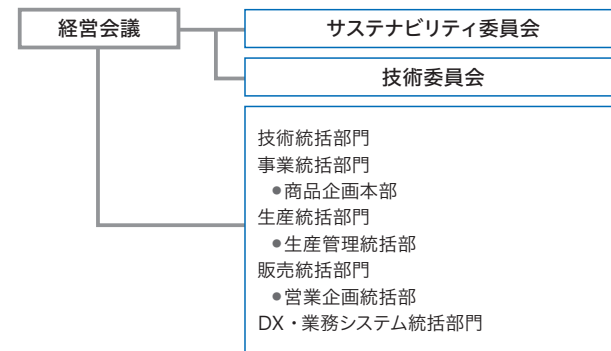 経営会議
サステナビリティ委員会
技術委員会
技術統括部門
事業統括部門
●商品企画本部
生産統括部門
●生産管理統括部
販売統括部門
●営業企画統括部
DX・業務システム統括部門